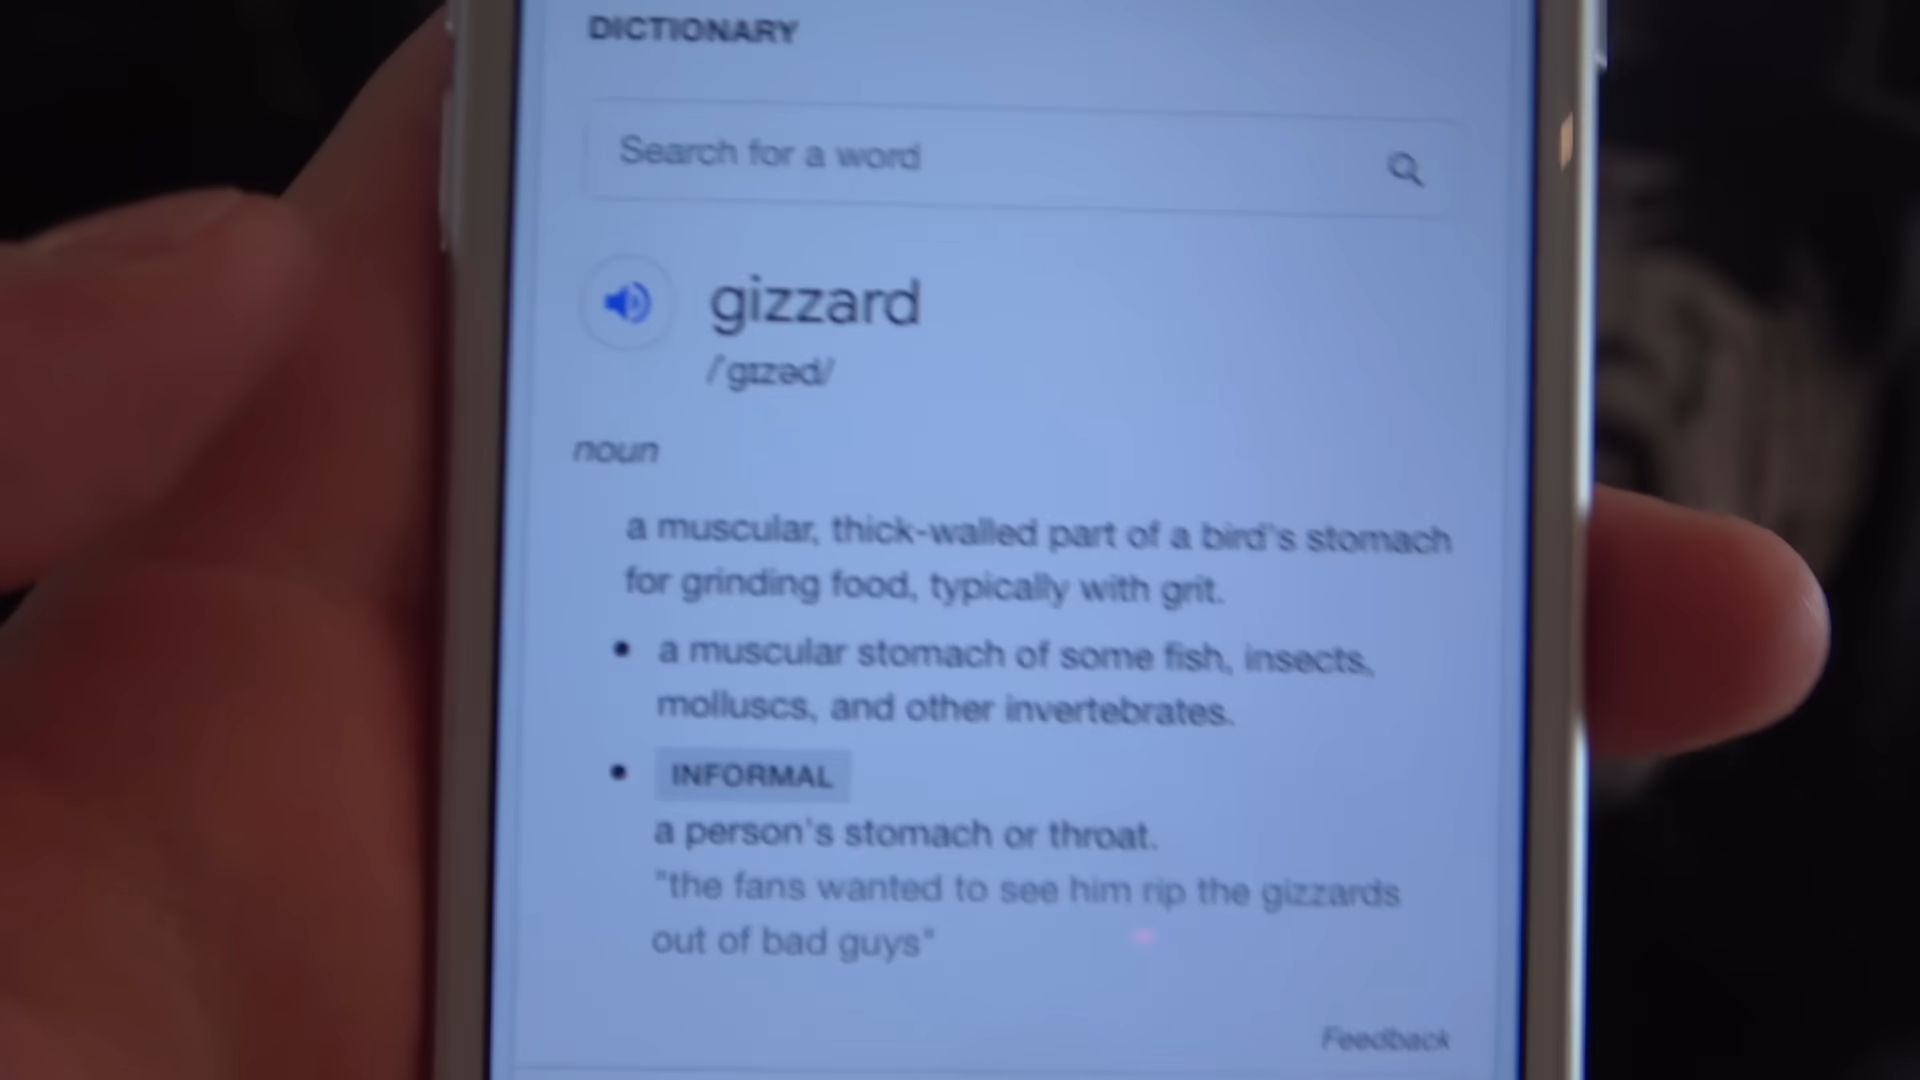 DICTIONARY
Search for a word
gizzard
/ˈɡɪzəd/
noun
a muscular, thick-walled part of a bird's stomach
for grinding food, typically with grit.
• a muscular stomach of some fish, insects,
molluscs, and other invertebrates.
• INFORMAL
a person's stomach or throat.
"the fans wanted to see him rip the gizzards
out of bad guys"
Feedback